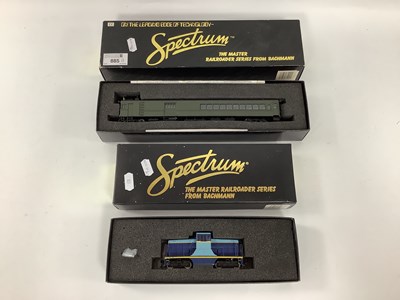 ON THE LEADING EDGE OF TECHNOLOGY
Spectrum
THE MASTER
RAILROADER SERIES FROM BACHMANN
Spectrum
THE MASTER RAILROADER SERIES
FROM BACHMANN